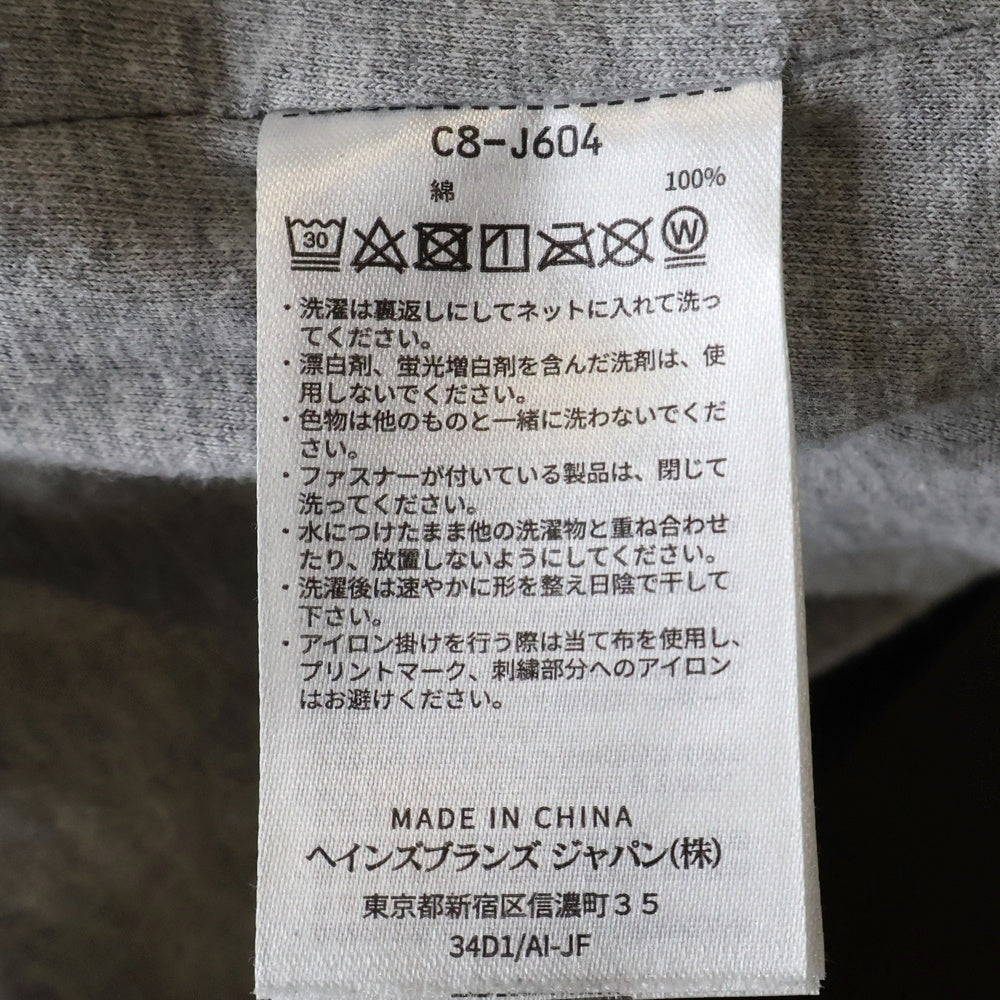 C8-J604
綿 100%
30 W
・洗濯は裏返しにしてネットに入れて洗っ
てください。
・漂白剤、蛍光増白剤を含んだ洗剤は、使
用しないでください。
・色物は他のものと一緒に洗わないでくだ
さい。
・ファスナーが付いている製品は、閉じて
洗ってください。
・水につけたまま他の洗濯物と重ね合わせ
たり、放置しないようにしてください。
・洗濯後は速やかに形を整え日陰で干して
下さい。
・アイロン掛けを行う際は当て布を使用し、
プリントマーク、刺繍部分へのアイロン
はお避けください。
MADE IN CHINA
ヘインズブランズ ジャパン(株)
東京都新宿区信濃町３５
34D1/AI-JF